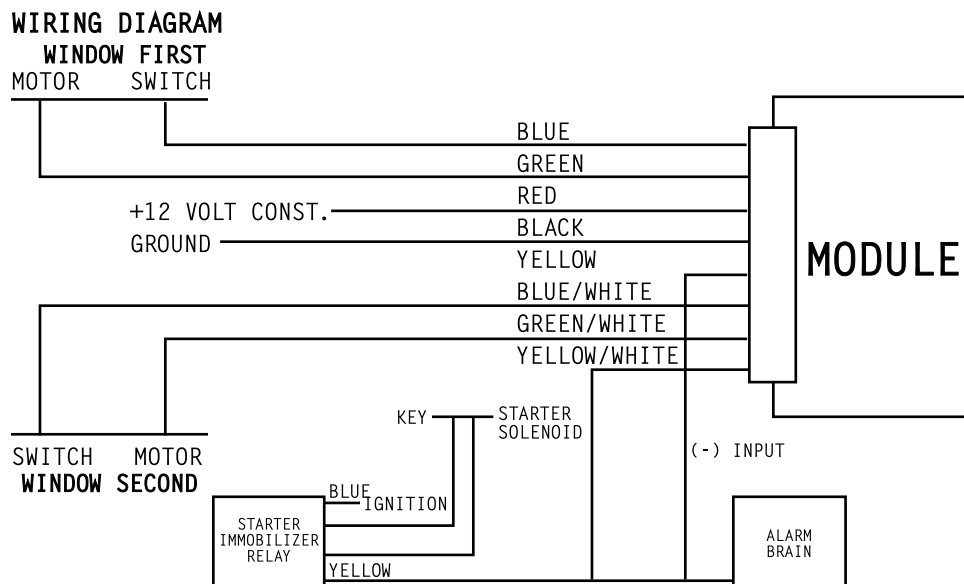 WIRING DIAGRAM
WINDOW FIRST
MOTOR SWITCH
BLUE
GREEN
RED
+12 VOLT CONST.
BLACK
GROUND
YELLOW
MODULE
BLUE/WHITE
GREEN/WHITE
YELLOW/WHITE
KEY
STARTER
SOLENOID
(-) INPUT
SWITCH MOTOR
WINDOW SECOND
BLUE
IGNITION
STARTER
IMMOBILIZER
RELAY
YELLOW
ALARM
BRAIN